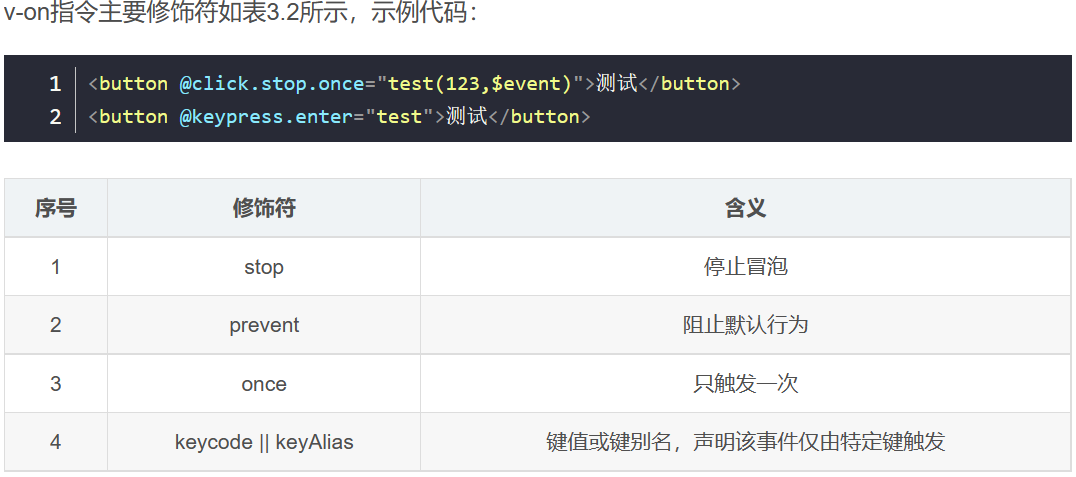 v-on指令主要修饰符如表3.2所示，示例代码：
1 <button @click.stop.once="test(123,$event)">测试</button>
2 <button @keypress.enter="test">测试</button>
序号 修饰符 含义
1 stop 停止冒泡
2 prevent 阻止默认行为
3 once 只触发一次
4 keycode || keyAlias 键值或键别名，声明该事件仅由特定键触发